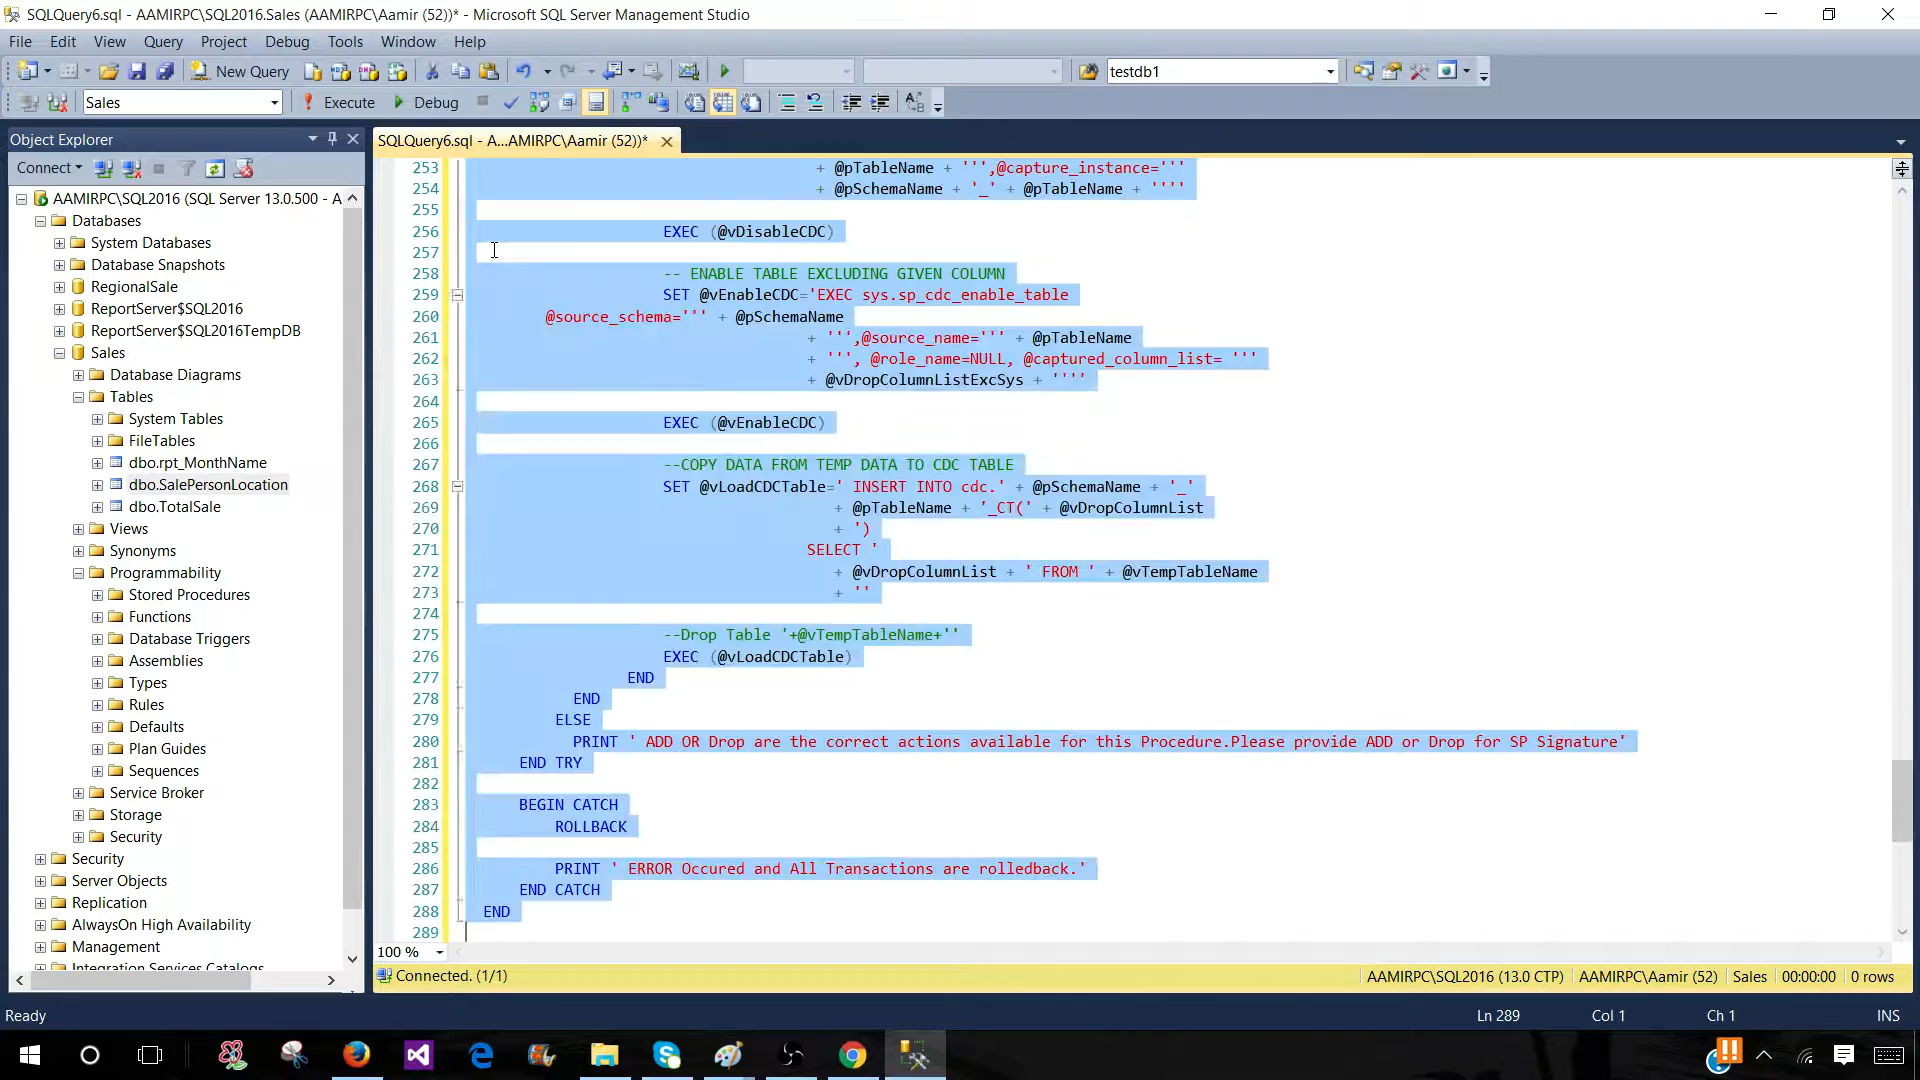 SQLQuery6.sql - AAMIRPC\SQL2016.Sales (AAMIRPC\Aamir (52))* - Microsoft SQL Server Management Studio
File Edit View Query Project Debug Tools Window Help
New Query testdb1
Sales Execute Debug
Object Explorer
SQLQuery6.sql - A...AMIRPC\Aamir (52))*
Connect
AAMIRPC\SQL2016 (SQL Server 13.0.500 - A
Databases
System Databases
Database Snapshots
RegionalSale
ReportServer$SQL2016
ReportServer$SQL2016TempDB
Sales
Database Diagrams
Tables
System Tables
FileTables
dbo.rpt_MonthName
dbo.SalePersonLocation
dbo.TotalSale
Views
Synonyms
Programmability
Stored Procedures
Functions
Database Triggers
Assemblies
Types
Rules
Defaults
Plan Guides
Sequences
Service Broker
Storage
Security
Security
Server Objects
Replication
AlwaysOn High Availability
Management
Integration Services Catalogs
253 + @pTableName + ''',@capture_instance='''
254 + @pSchemaName + '_' + @pTableName + ''''
255
256 EXEC (@vDisableCDC)
257
258 -- ENABLE TABLE EXCLUDING GIVEN COLUMN
259 SET @vEnableCDC='EXEC sys.sp_cdc_enable_table
260 @source_schema=''' + @pSchemaName
261 + ''',@source_name=''' + @pTableName
262 + ''', @role_name=NULL, @captured_column_list= '''
263 + @vDropColumnListExcSys + ''''
264
265 EXEC (@vEnableCDC)
266
267 --COPY DATA FROM TEMP DATA TO CDC TABLE
268 SET @vLoadCDCTable=' INSERT INTO cdc.' + @pSchemaName + '_'
269 + @pTableName + '_CT(' + @vDropColumnList
270 + ')
271 SELECT '
272 + @vDropColumnList + ' FROM ' + @vTempTableName
273 + ''
274
275 --Drop Table '+@vTempTableName+''
276 EXEC (@vLoadCDCTable)
277 END
278 END
279 ELSE
280 PRINT ' ADD OR Drop are the correct actions available for this Procedure.Please provide ADD or Drop for SP Signature'
281 END TRY
282
283 BEGIN CATCH
284 ROLLBACK
285
286 PRINT ' ERROR Occured and All Transactions are rolledback.'
287 END CATCH
288 END
289
100 %
Connected. (1/1) AAMIRPC\SQL2016 (13.0 CTP) AAMIRPC\Aamir (52) Sales 00:00:00 0 rows
Ready Ln 289 Col 1 Ch 1 INS